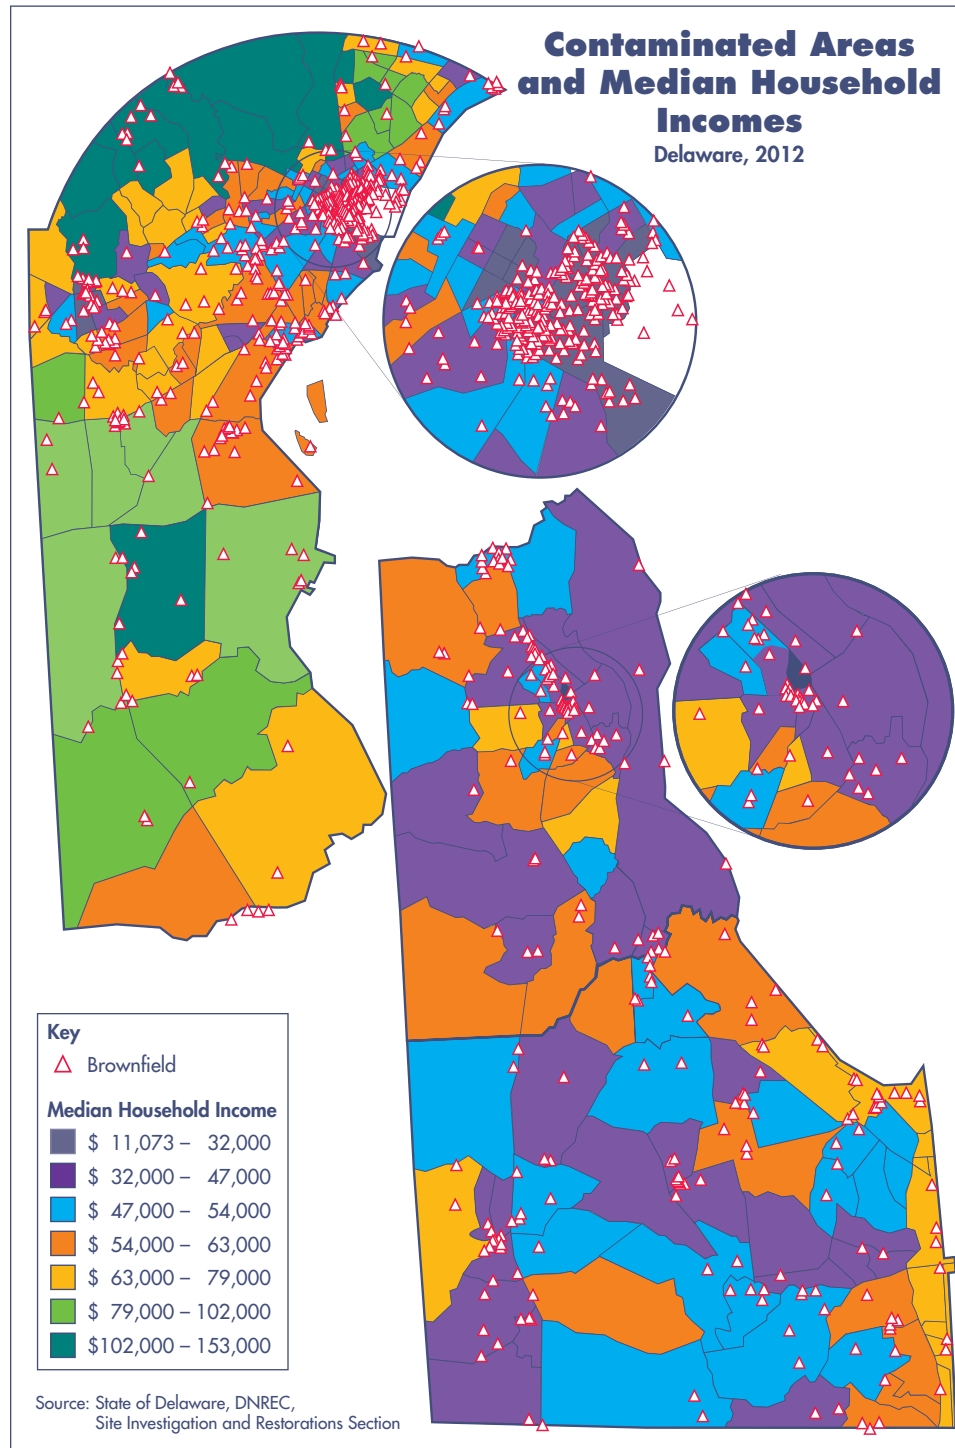 Contaminated Areas
and Median Household
Incomes
Delaware, 2012
Key
Brownfield
Median Household Income
$ 11,073 – 32,000
$ 32,000 – 47,000
$ 47,000 – 54,000
$ 54,000 – 63,000
$ 63,000 – 79,000
$ 79,000 – 102,000
$102,000 – 153,000
Source: State of Delaware, DNREC,
Site Investigation and Restorations Section